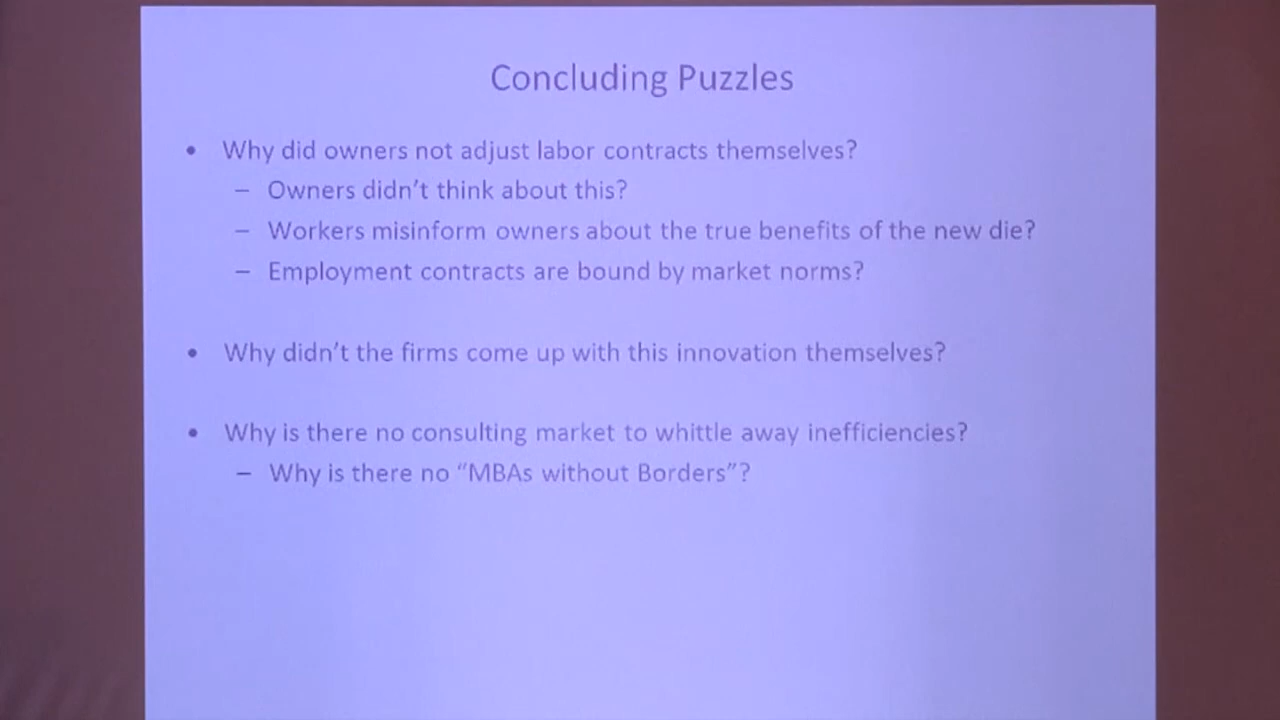 Concluding Puzzles
• Why did owners not adjust labor contracts themselves?
– Owners didn’t think about this?
– Workers misinform owners about the true benefits of the new die?
– Employment contracts are bound by market norms?
• Why didn’t the firms come up with this innovation themselves?
• Why is there no consulting market to whittle away inefficiencies?
– Why is there no “MBAs without Borders”?